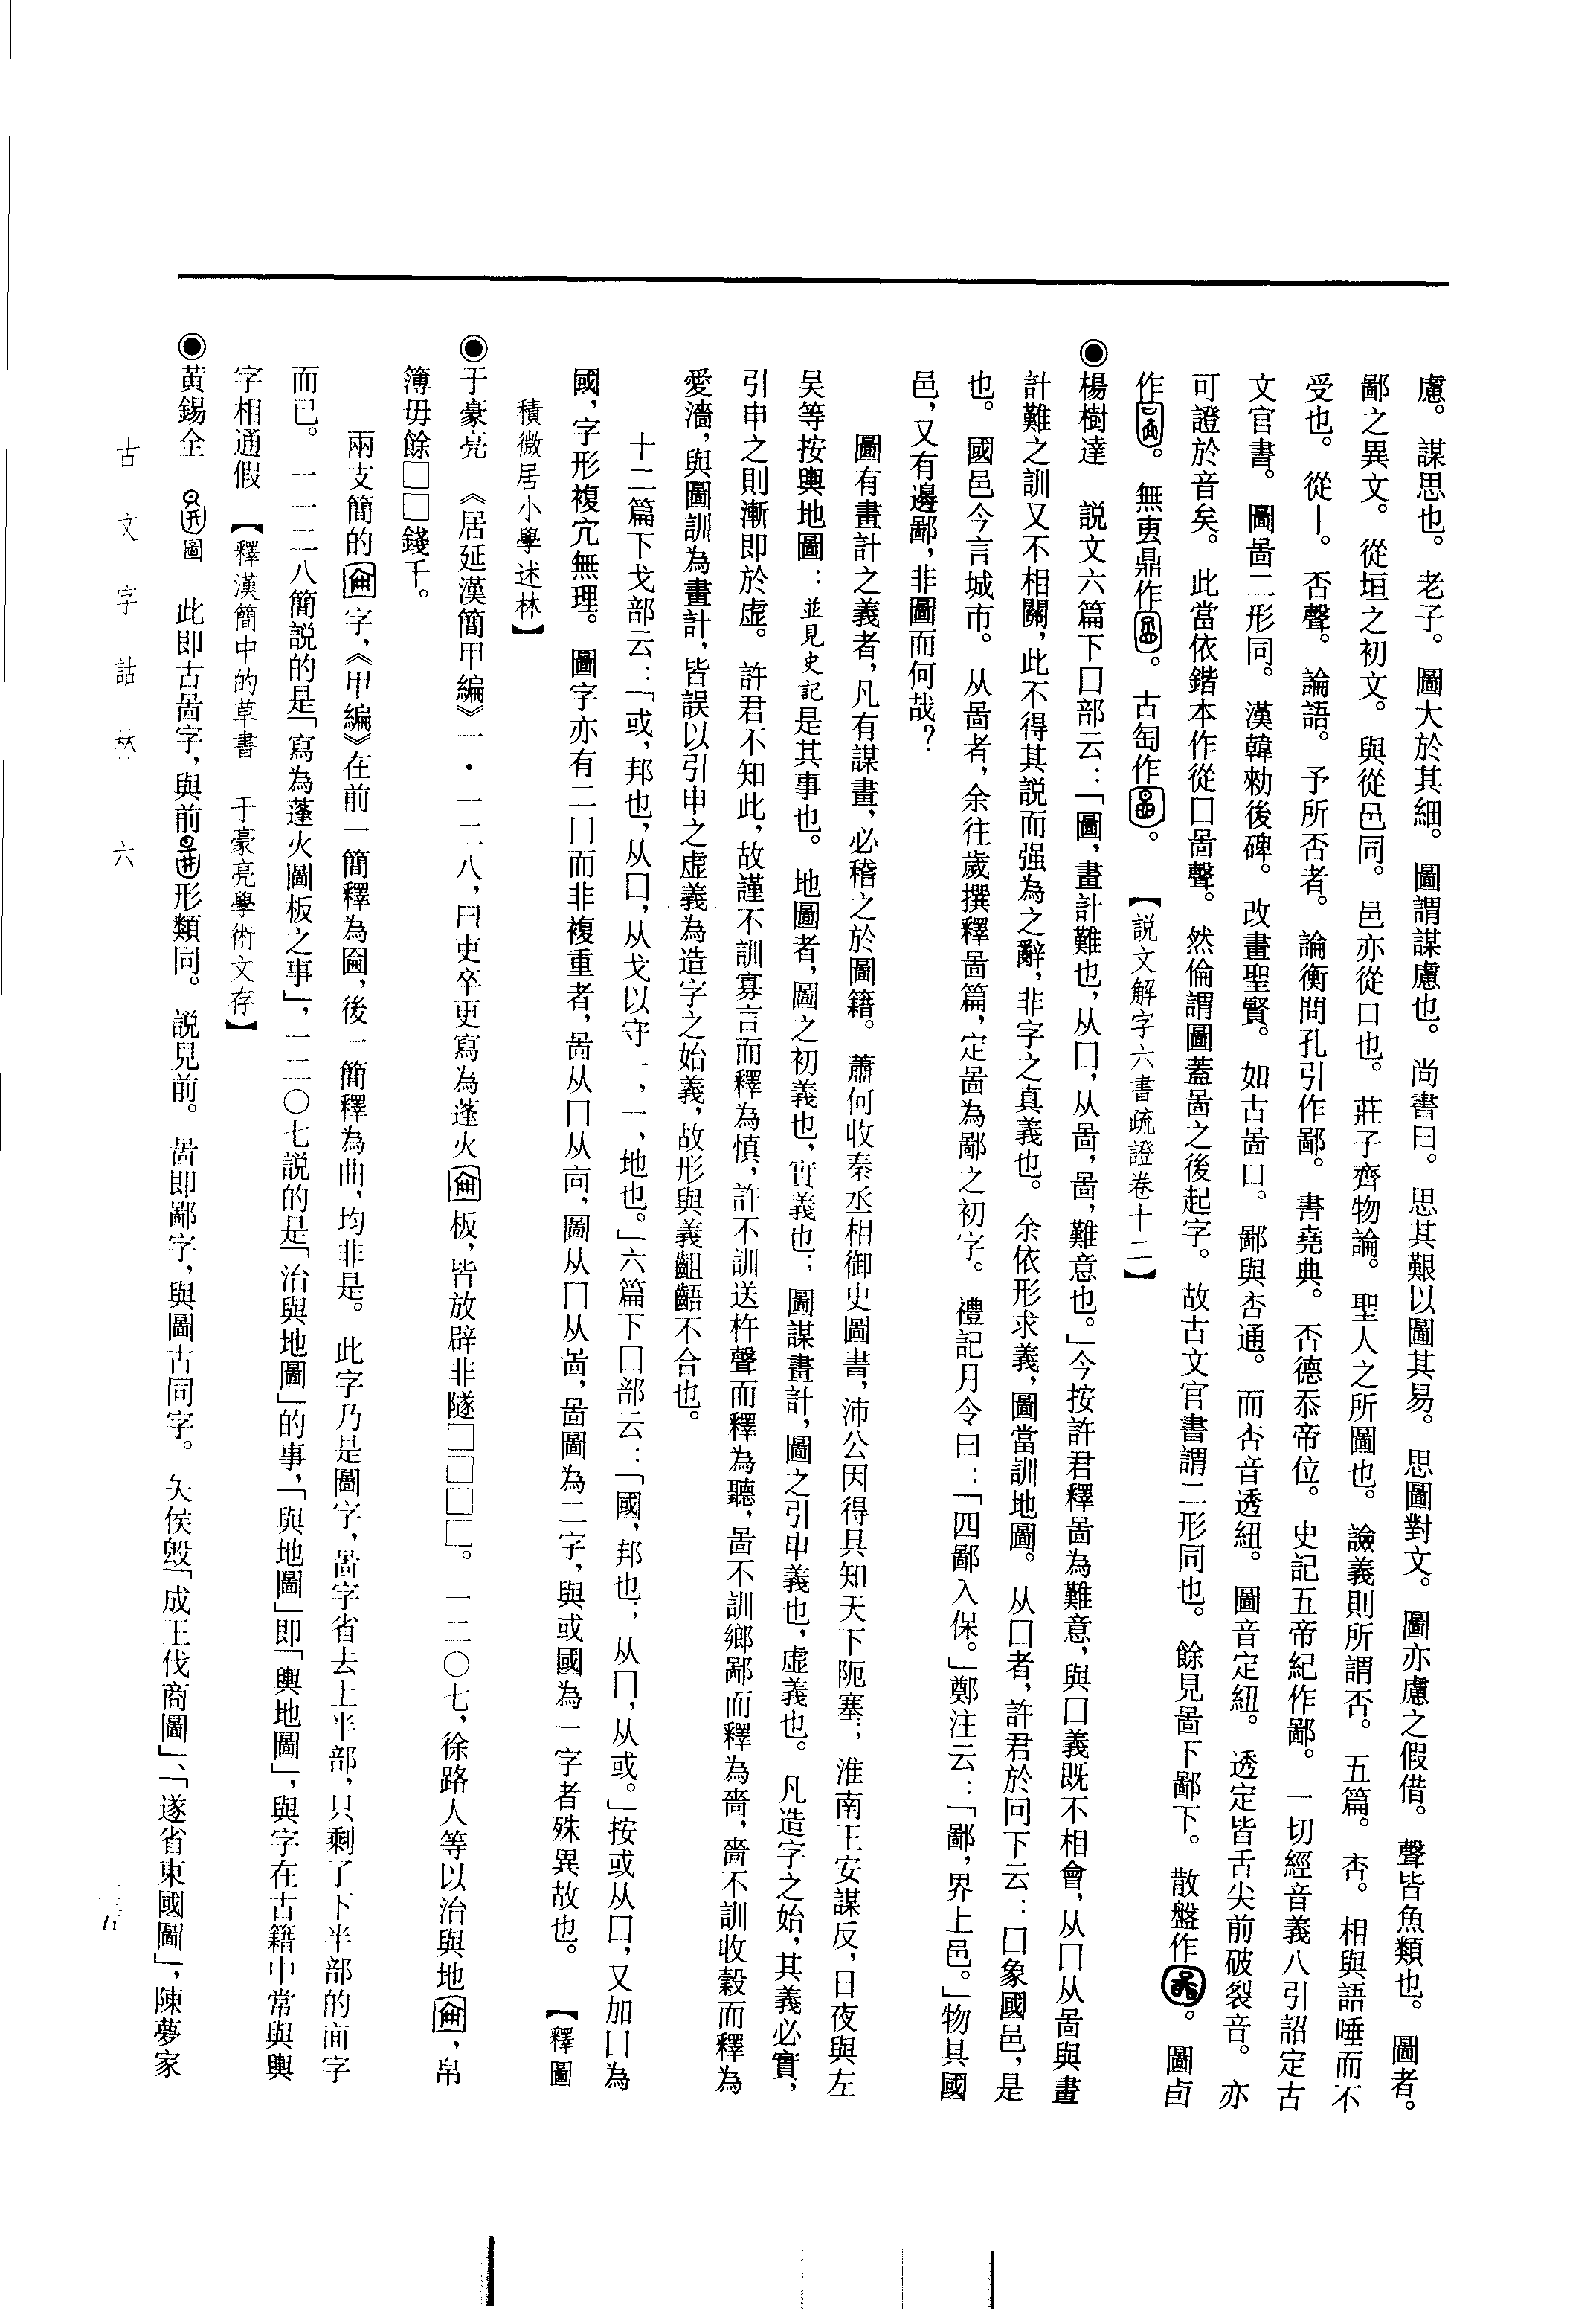 慮。謀思也。老子。圖大於其細。圖謂謀慮也。尚書曰。思其艱以圖其易。思圖對文。圖亦慮之假借。聲皆魚類也。圖者。
鄙之異文。從垣之初文。與從邑同。邑亦從口也。莊子齊物論。聖人之所圖也。論義則所謂否。五篇。杏。相與語唾而不
受也。從丨。否聲。論語。予所否者。論衡問孔引作鄙。書堯典。否德忝帝位。史記五帝紀作鄙。一切經音義八引詔定古
文官書。圖啚二形同。漢韓勑後碑。改畫聖賢。如古啚口。鄙與杏通。而杏音透紐。圖音定紐。透定皆舌尖前破裂音。亦
可證於音矣。此當依鍇本作從囗啚聲。然倫謂圖蓋啚之後起字。故古文官書謂二形同也。餘見啚下鄙下。散盤作。圖卣
作。無叀鼎作。古匋作。【説文解字六書疏證卷十二】
◉楊樹達　説文六篇下囗部云：「圖，畫計難也，从囗，从啚，啚，難意也。」今按許君釋啚為難意，與囗義既不相會，从囗从啚與畫
計難之訓又不相關，此不得其説而强為之辭，非字之真義也。余依形求義，圖當訓地圖。从囗者，許君於冋下云：囗象國邑，是
也。國邑今言城市。从啚者，余往歲撰釋啚篇，定啚為鄙之初字。禮記月令曰：「四鄙入保。」鄭注云：「鄙，界上邑。」物具國
邑，又有邊鄙，非圖而何哉？
圖有畫計之義者，凡有謀畫，必稽之於圖籍。蕭何收秦丞相御史圖書，沛公因得具知天下阨塞；淮南王安謀反，日夜與左
吴等按輿地圖：並見史記是其事也。地圖者，圖之初義也，實義也；圖謀畫計，圖之引申義也，虚義也。凡造字之始，其義必實，
引申之則漸即於虚。許君不知此，故謹不訓寡言而釋為慎，許不訓送杵聲而釋為聽，啚不訓鄉鄙而釋為嗇，嗇不訓收穀而釋為
愛濇，與圖訓為畫計，皆誤以引申之虚義為造字之始義，故形與義齟齬不合也。
十二篇下戈部云：「或，邦也，从囗，从戈以守一，一，地也。」六篇下囗部云：「國，邦也；从囗，从或。」按或从囗，又加囗為
國，字形複宂無理。圖字亦有二囗而非複重者，啚从囗从㐭，圖从囗从啚，啚圖為二字，與或國為一字者殊異故也。【釋圖
積微居小學述林】
◉于豪亮　《居延漢簡甲編》一·一二八，曰吏卒更寫為蓬火板，皆放辟非隧□□□□。一二〇七，徐路人等以治與地，帛
簿毋餘□□錢千。
兩支簡的字，《甲編》在前一簡釋為圇，後一簡釋為曲，均非是。此字乃是圖字，啚字省去上半部，只剩了下半部的靣字
而已。一一二八簡説的是「寫為蓬火圖板之事」，一二〇七説的是「治與地圖」的事，「與地圖」即「輿地圖」，與字在古籍中常與輿
字相通假【釋漢簡中的草書　于豪亮學術文存】
◉黄錫全　圖　此即古啚字，與前形類同。説見前。啚即鄙字，與圖古同字。夨侯毁「成王伐商圖」、「遂省東國圖」，陳夢家
古文字詁林　六